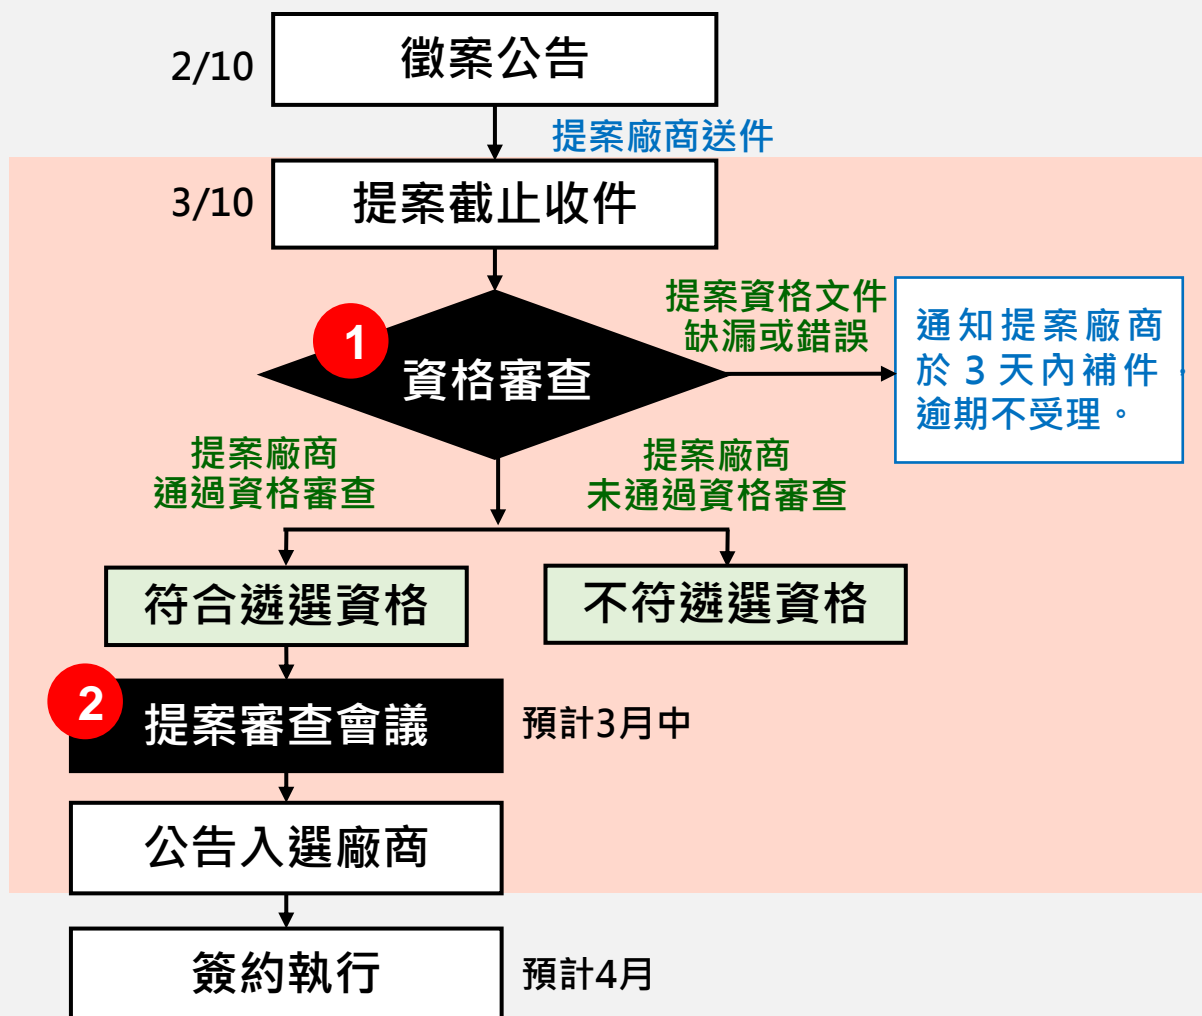 2/10
徵案公告
提案廠商送件
3/10
提案截止收件
1
資格審查
提案資格文件
缺漏或錯誤
通知提案廠商
於 3 天內補件，
逾期不受理。
提案廠商
通過資格審查
提案廠商
未通過資格審查
符合遴選資格
不符遴選資格
2
提案審查會議
預計3月中
公告入選廠商
簽約執行
預計4月